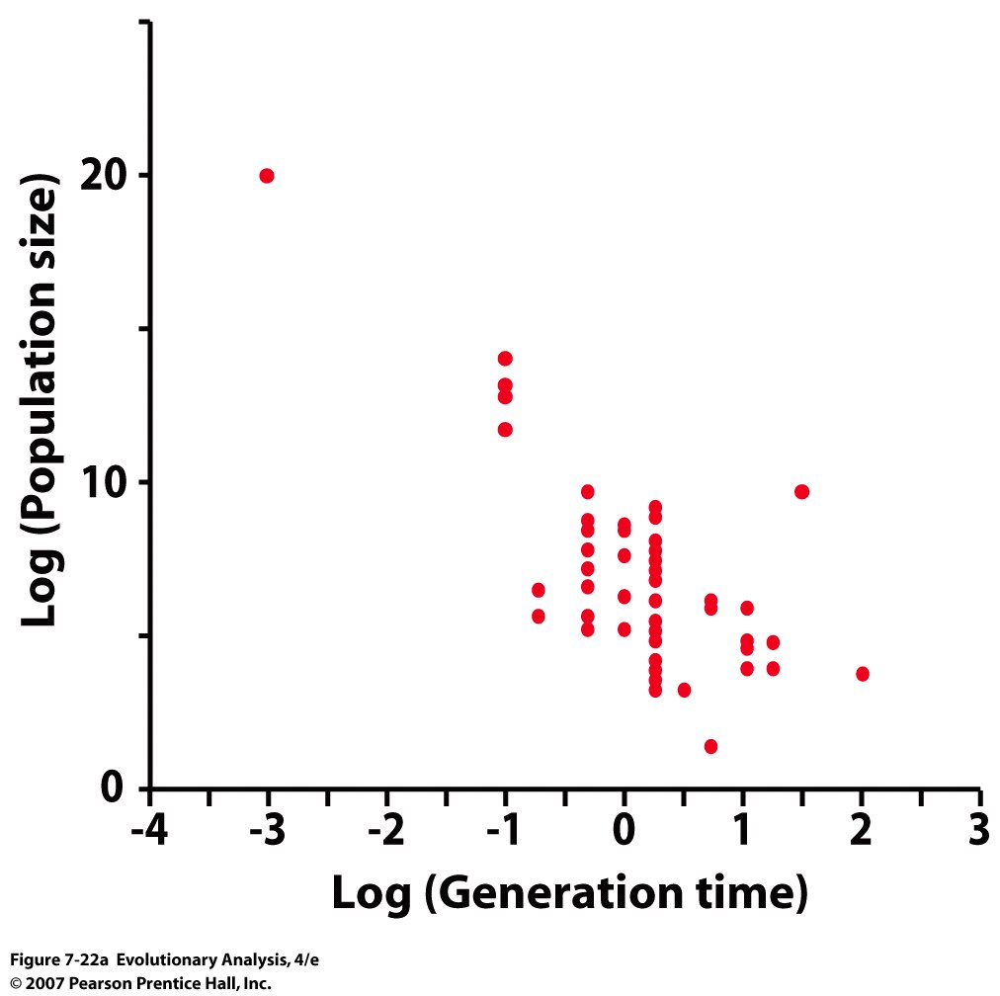 Log (Population size)
20
10
0
-4 -3 -2 -1 0 1 2 3
Log (Generation time)
Figure 7-22a Evolutionary Analysis, 4/e
© 2007 Pearson Prentice Hall, Inc.